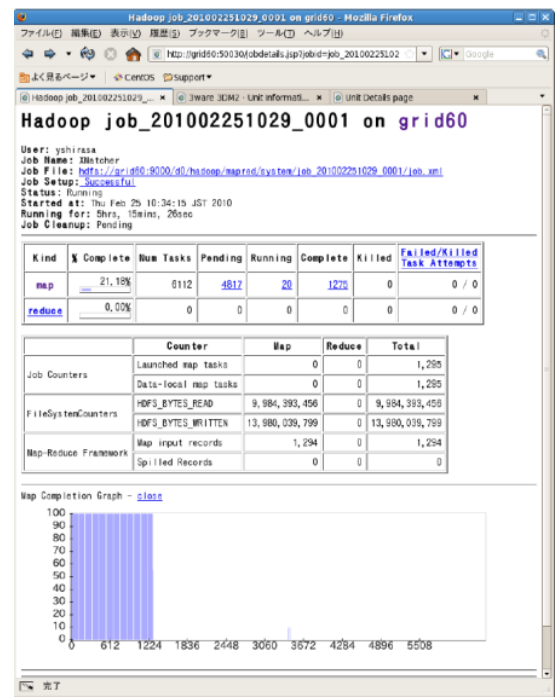 Hadoop job_201002251029_0001 on grid60 - Mozilla Firefox
ファイル(F) 編集(E) 表示(V) 履歴(S) ブックマーク(B) ツール(T) ヘルプ(H)
http://grid60:50030/jobdetails.jsp?jobid=job_20100225102 Google
よく見るページ CentOS Support
Hadoop job_201002251029_... 3ware 3DM2 - Unit Informati... Unit Details page
Hadoop job_201002251029_0001 on grid60
User: yshirasa
Job Name: XWatcher
Job File: hdfs://grid60:9000/d0/hadoop/mapred/system/job_201002251029_0001/job.xml
Job Setup: Successful
Status: Running
Started at: Thu Feb 25 10:34:15 JST 2010
Running for: 5hrs, 15mins, 26sec
Job Cleanup: Pending
Kind % Complete Num Tasks Pending Running Complete Killed Failed/Killed Task Attempts
map 21.18% 6112 4817 20 1275 0 0 / 0
reduce 0.00% 0 0 0 0 0 0 / 0
Counter Map Reduce Total
Job Counters Launched map tasks 0 0 1,295
Data-local map tasks 0 0 1,295
FileSystemCounters HDFS_BYTES_READ 9,984,393,456 0 9,984,393,456
HDFS_BYTES_WRITTEN 13,980,039,799 0 13,980,039,799
Map-Reduce Framework Map input records 1,294 0 1,294
Spilled Records 0 0 0
Map Completion Graph - close
100
90
80
70
60
50
40
30
20
10
0
0 612 1224 1836 2448 3060 3672 4284 4896 5508
完了